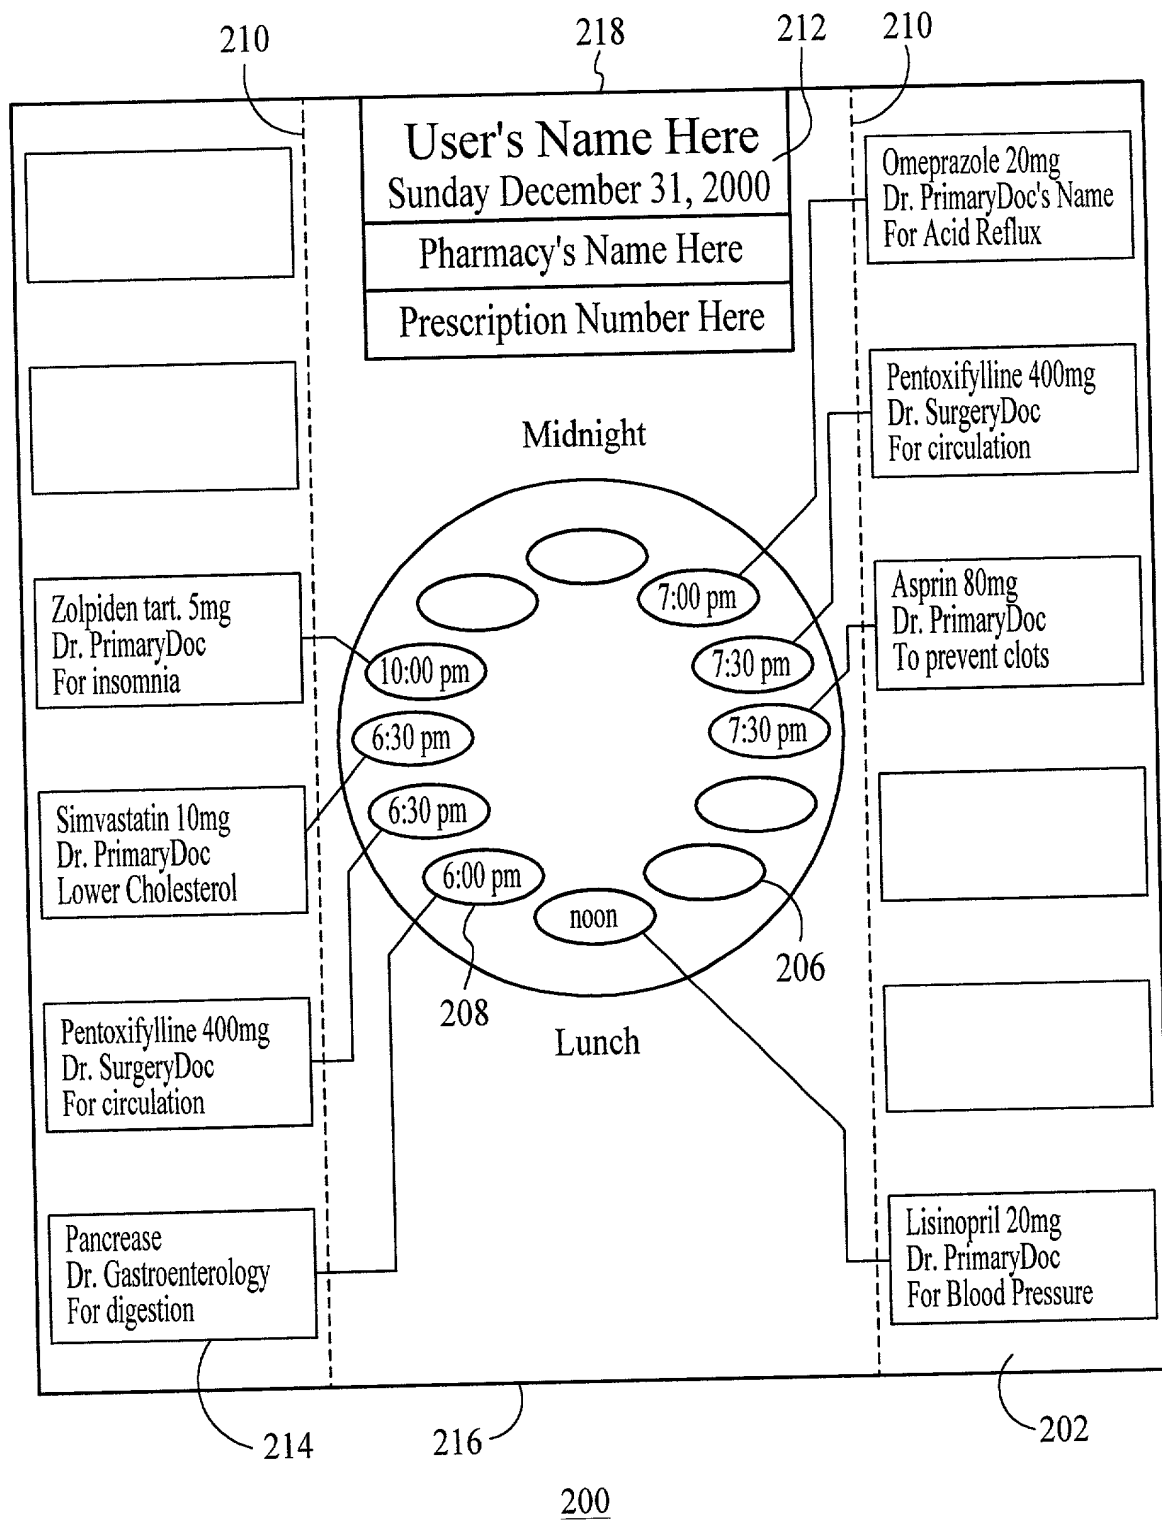 210
218
212
210
User's Name Here
Sunday December 31, 2000
Pharmacy's Name Here
Prescription Number Here
Omeprazole 20mg
Dr. PrimaryDoc's Name
For Acid Reflux
Pentoxifylline 400mg
Dr. SurgeryDoc
For circulation
Midnight
7:00 pm
Zolpiden tart. 5mg
Dr. PrimaryDoc
For insomnia
10:00 pm
7:30 pm
Asprin 80mg
Dr. PrimaryDoc
To prevent clots
6:30 pm
7:30 pm
Simvastatin 10mg
Dr. PrimaryDoc
Lower Cholesterol
6:30 pm
6:00 pm
noon
206
208
Lunch
Pentoxifylline 400mg
Dr. SurgeryDoc
For circulation
Pancrease
Dr. Gastroenterology
For digestion
Lisinopril 20mg
Dr. PrimaryDoc
For Blood Pressure
214
216
202
200